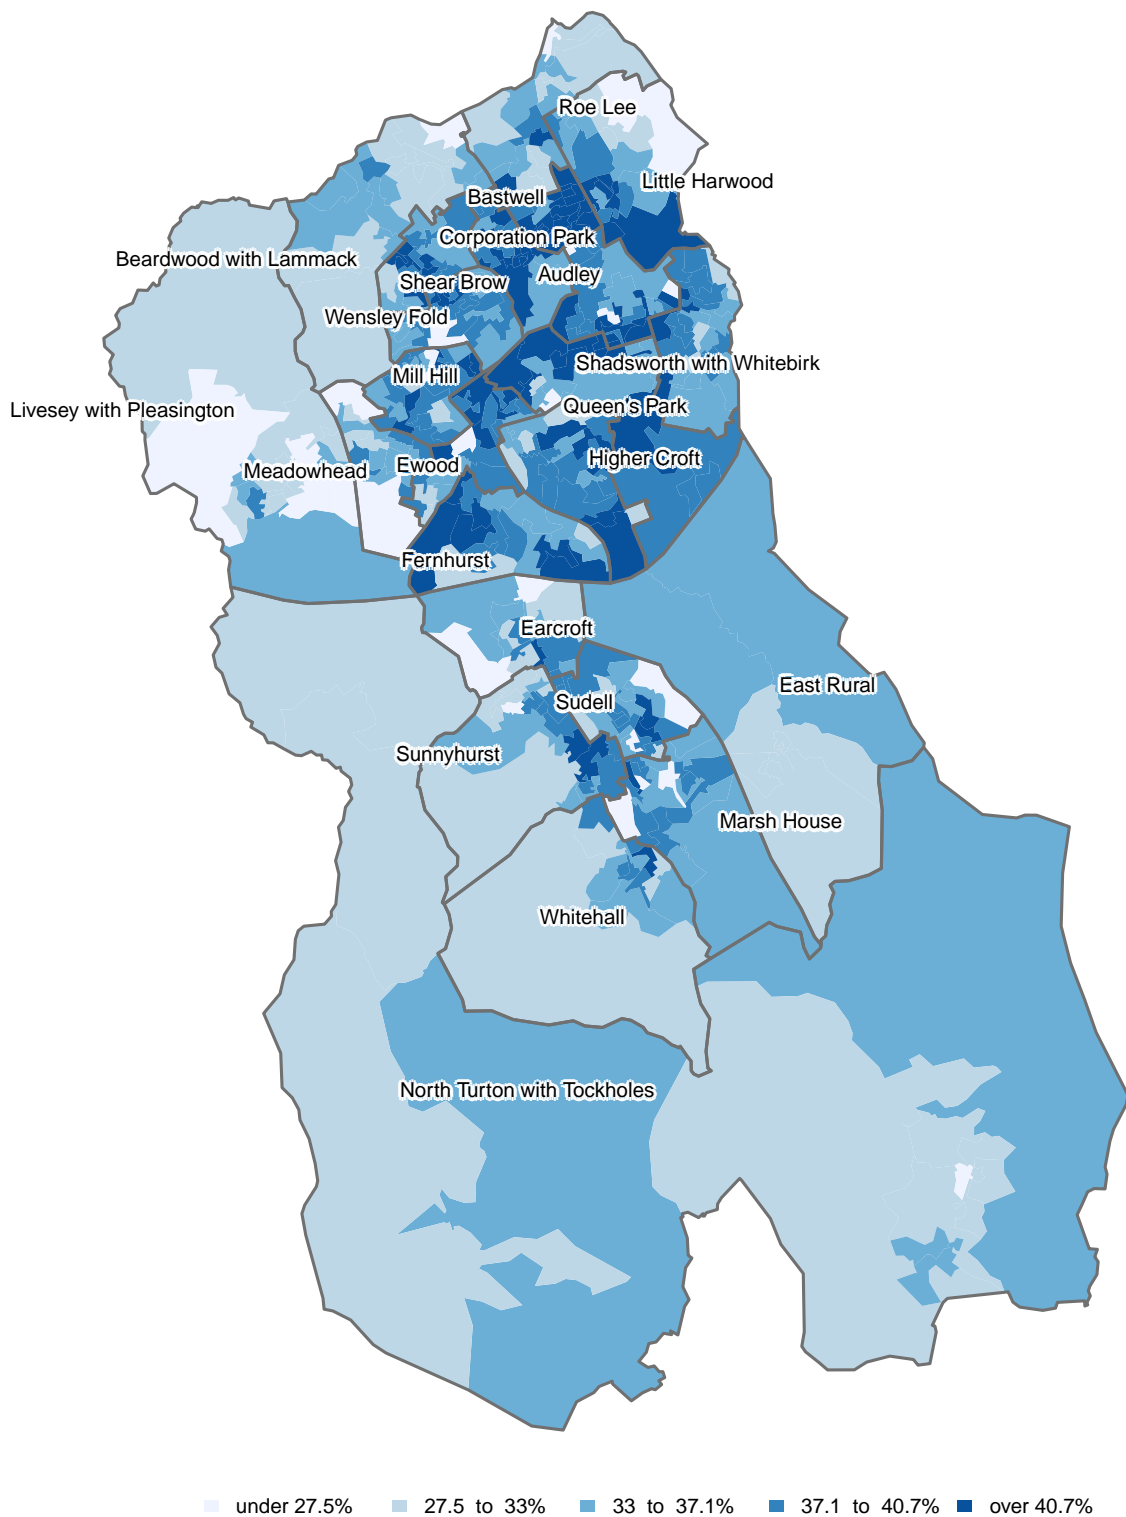 Roe Lee
Little Harwood
Bastwell
Corporation Park
Beardwood with Lammack
Audley
Shear Brow
Wensley Fold
Shadsworth with Whitebirk
Mill Hill
Queen's Park
Livesey with Pleasington
Higher Croft
Ewood
Meadowhead
Fernhurst
Earcroft
East Rural
Sudell
Sunnyhurst
Marsh House
Whitehall
North Turton with Tockholes
under 27.5% 27.5 to 33% 33 to 37.1% 37.1 to 40.7% over 40.7%